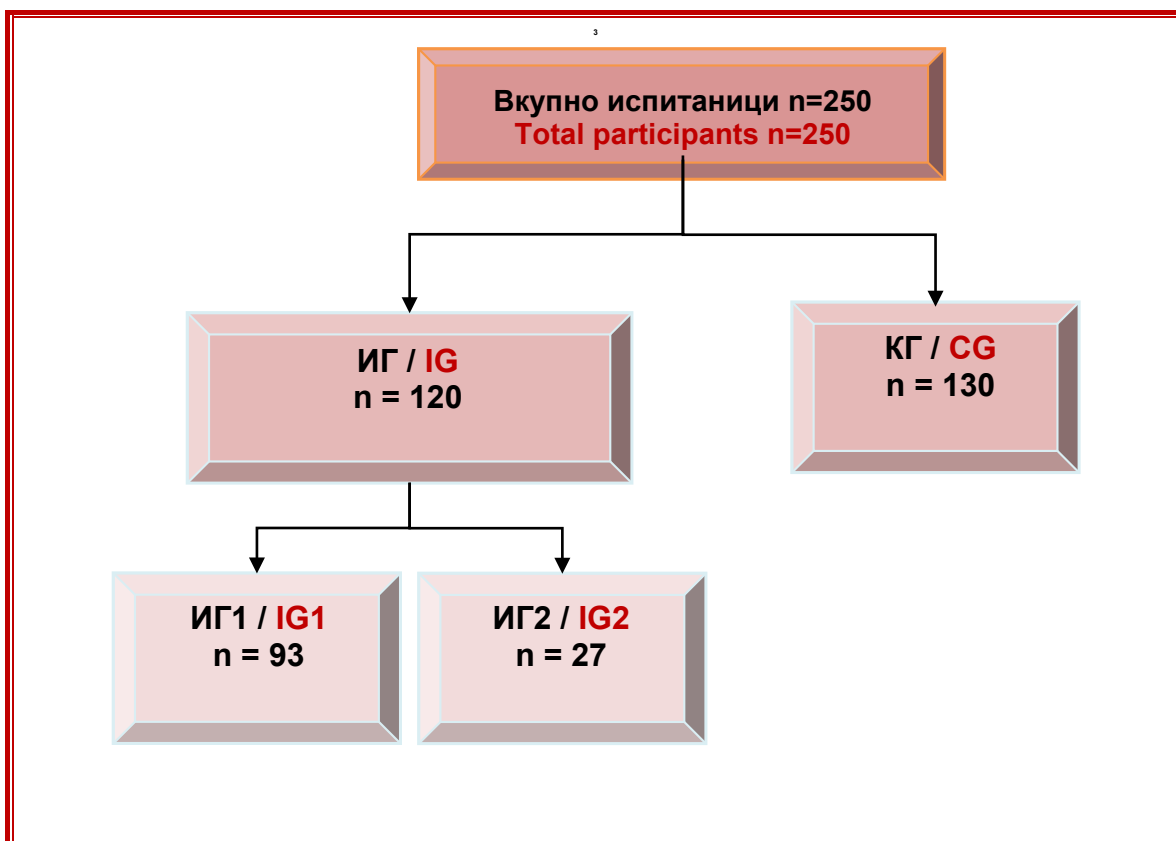 3
Вкупно испитаници n=250
Total participants n=250
ИГ / IG
n = 120
КГ / CG
n = 130
ИГ1 / IG1
n = 93
ИГ2 / IG2
n = 27